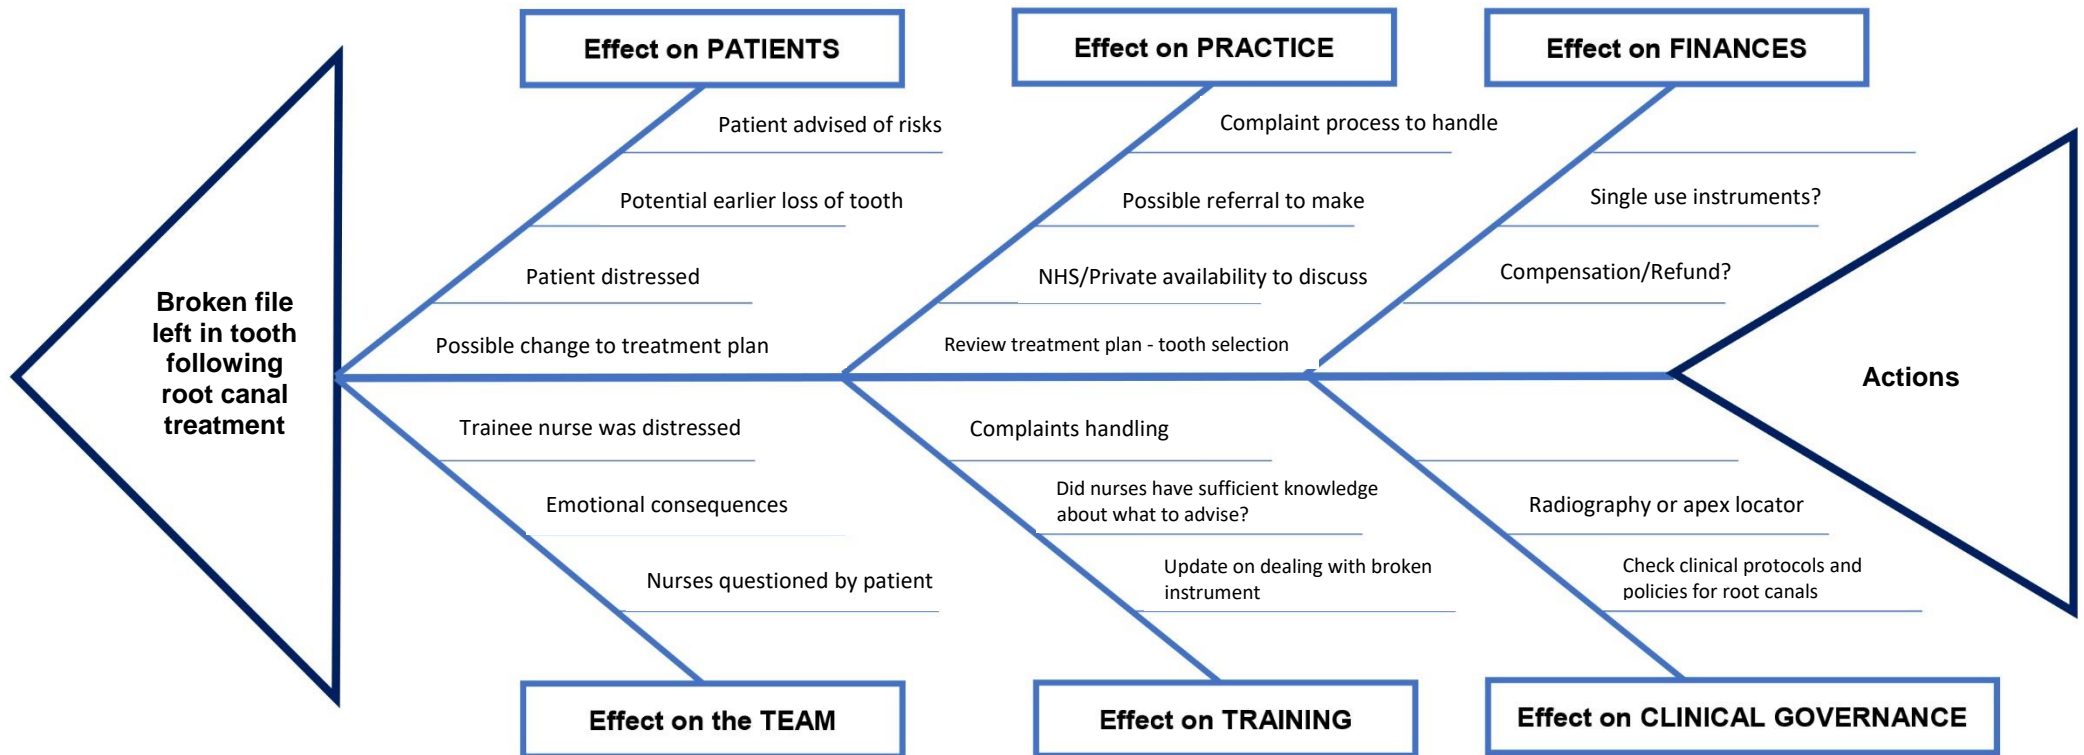 Effect on PATIENTS
Effect on PRACTICE
Effect on FINANCES
Patient advised of risks
Potential earlier loss of tooth
Patient distressed
Possible change to treatment plan
Complaint process to handle
Possible referral to make
NHS/Private availability to discuss
Review treatment plan - tooth selection
Single use instruments?
Compensation/Refund?
Broken file
left in tooth
following
root canal
treatment
Actions
Trainee nurse was distressed
Emotional consequences
Nurses questioned by patient
Complaints handling
Did nurses have sufficient knowledge
about what to advise?
Update on dealing with broken
instrument
Radiography or apex locator
Check clinical protocols and
policies for root canals
Effect on the TEAM
Effect on TRAINING
Effect on CLINICAL GOVERNANCE